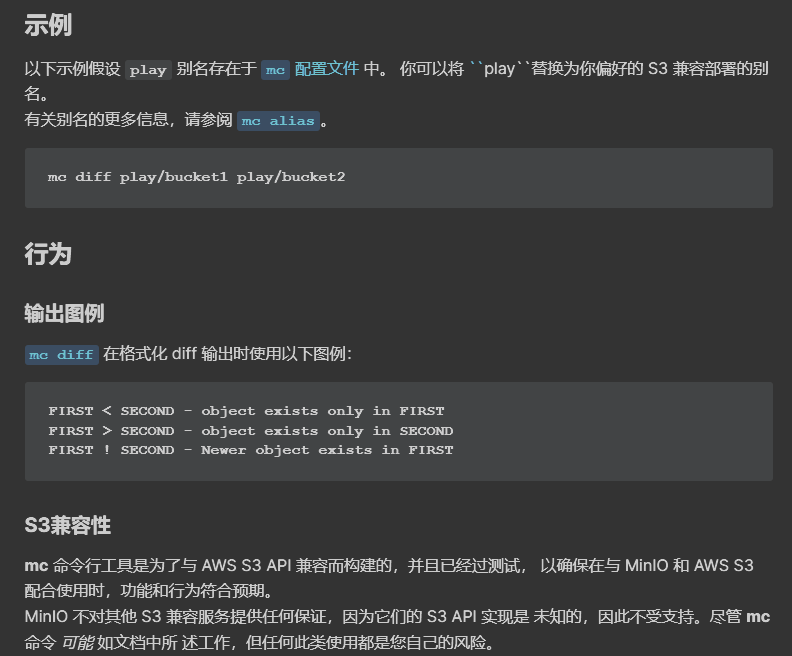 示例
以下示例假设 play 别名存在于 mc 配置文件 中。 你可以将 ``play``替换为你偏好的 S3 兼容部署的别
名。
有关别名的更多信息，请参阅 mc alias。
mc diff play/bucket1 play/bucket2
行为
输出图例
mc diff 在格式化 diff 输出时使用以下图例：
FIRST < SECOND - object exists only in FIRST
FIRST > SECOND - object exists only in SECOND
FIRST ! SECOND - Newer object exists in FIRST
S3兼容性
mc 命令行工具是为了与 AWS S3 API 兼容而构建的，并且已经过测试， 以确保在与 MinIO 和 AWS S3
配合使用时，功能和行为符合预期。
MinIO 不对其他 S3 兼容服务提供任何保证，因为它们的 S3 API 实现是 未知的，因此不受支持。尽管 mc
命令 可能 如文档中所 述工作，但任何此类使用都是您自己的风险。